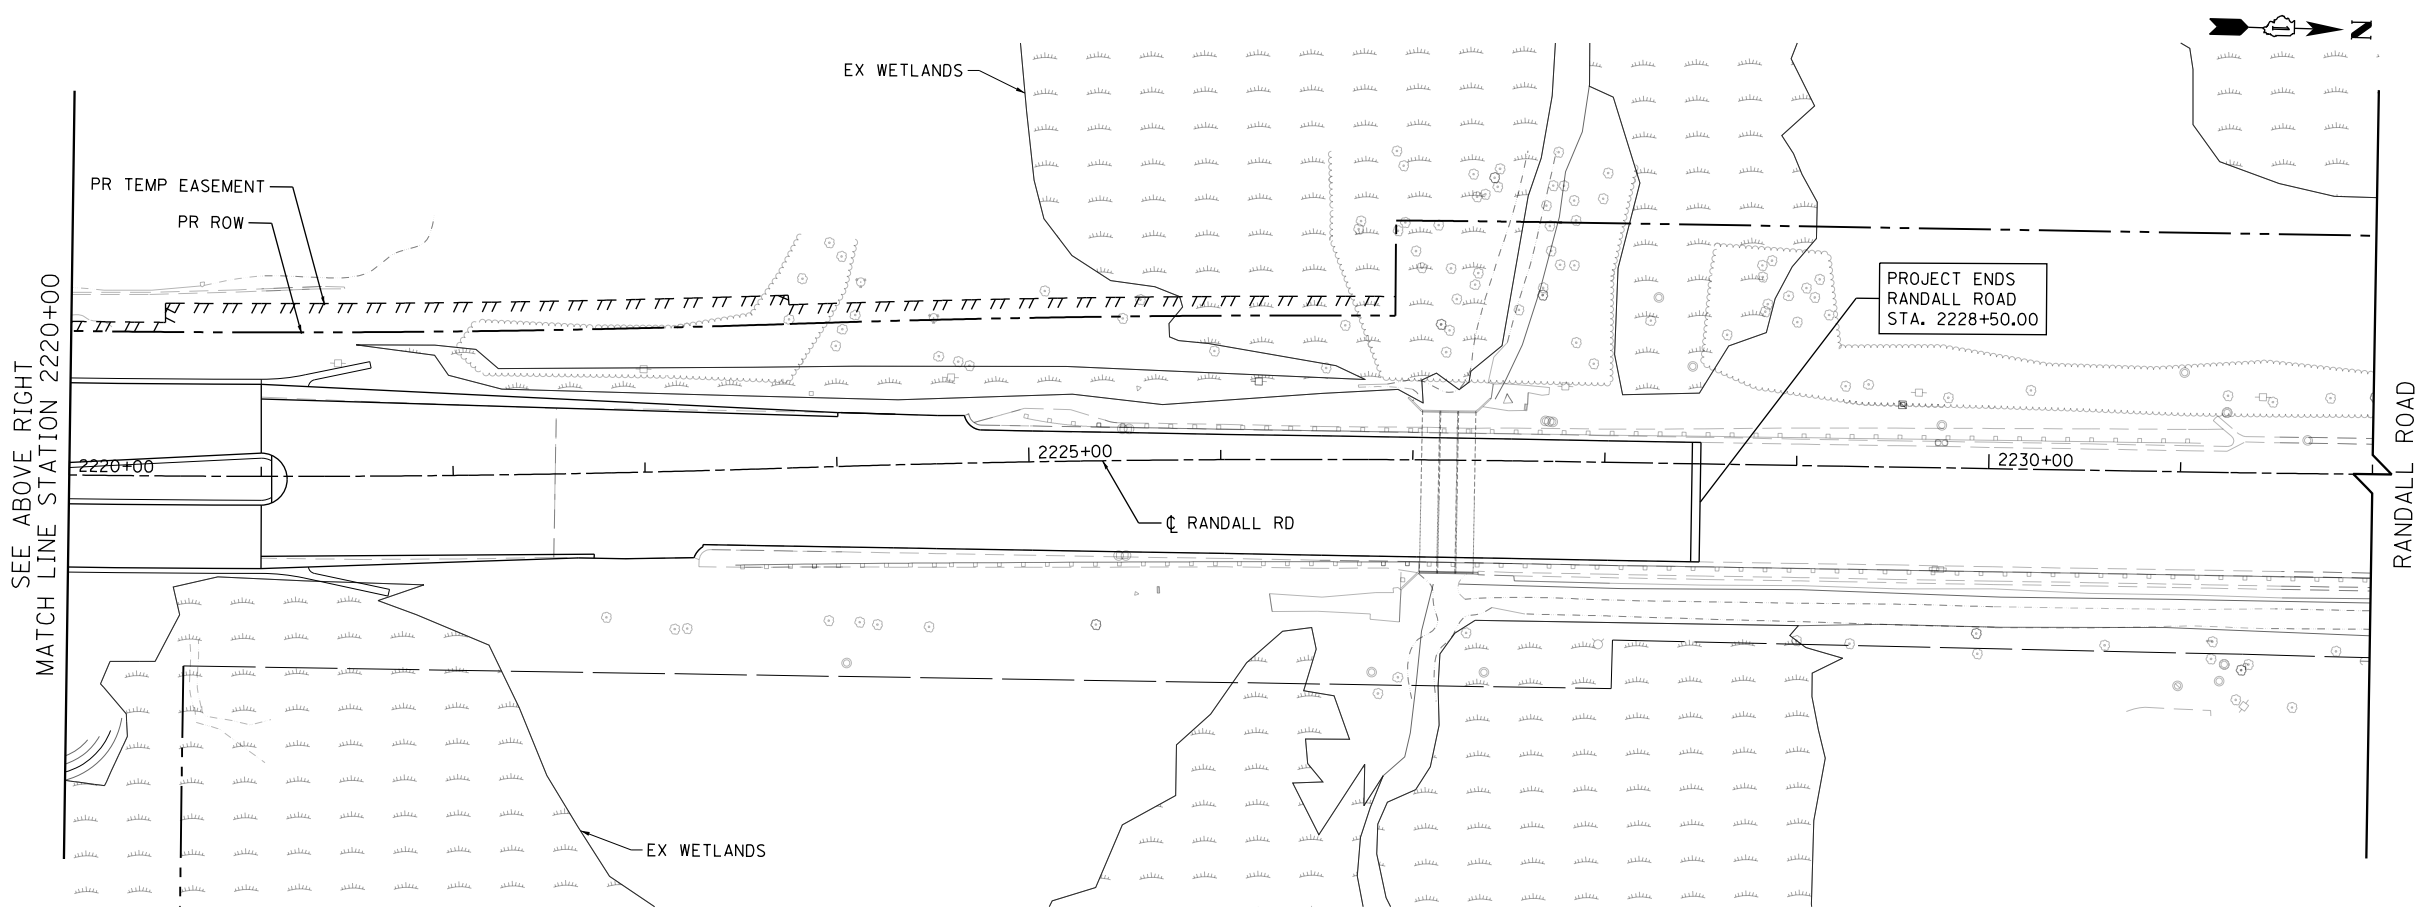 N
EX WETLANDS
PR TEMP EASEMENT
PR ROW
SEE ABOVE RIGHT
MATCH LINE STATION 2220+00
PROJECT ENDS
RANDALL ROAD
STA. 2228+50.00
2220+00
2225+00
2230+00
℄ RANDALL RD
RANDALL ROAD
EX WETLANDS